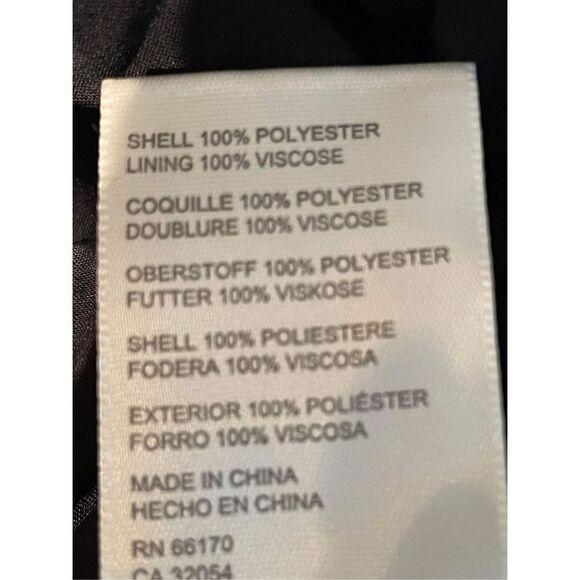 SHELL 100% POLYESTER
LINING 100% VISCOSE
COQUILLE 100% POLYESTER
DOUBLURE 100% VISCOSE
OBERSTOFF 100% POLYESTER
FUTTER 100% VISKOSE
SHELL 100% POLIESTERE
FODERA 100% VISCOSA
EXTERIOR 100% POLIÉSTER
FORRO 100% VISCOSA
MADE IN CHINA
HECHO EN CHINA
RN 66170
CA 32054